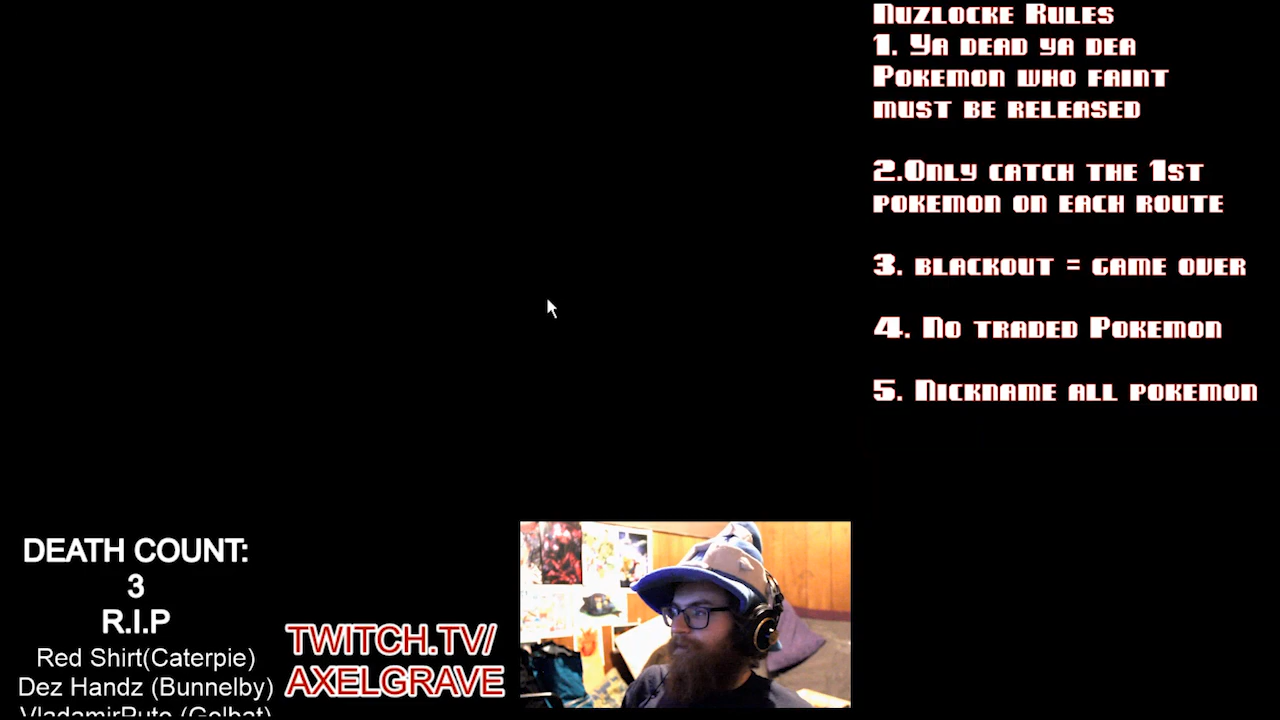 Nuzlocke Rules
1. Ya dead ya dea
Pokemon who faint
must be released
2.Only catch the 1st
pokemon on each route
3. blackout = game over
4. No traded Pokemon
5. Nickname all pokemon
DEATH COUNT:
3
R.I.P
Red Shirt(Caterpie)
Dez Handz (Bunnelby)
TWITCH.TV/
AXELGRAVE